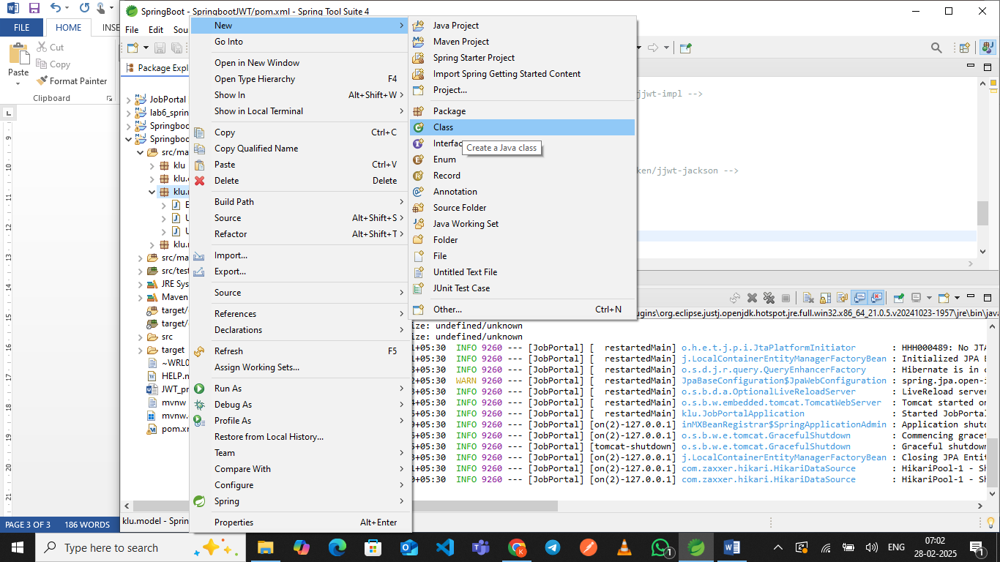 SpringBoot - SpringbootJWT/pom.xml - Spring Tool Suite 4
FILE
HOME
INSE
Cut
Copy
Format Painter
Paste
Clipboard
File
Edit
Sou
Package Expl
JobPortal
lab6_sprin
Springboo
Springboo
src/ma
klu
klu.
klu.
E
U
U
klu.
src/ma
src/test
JRE Sys
Maven
target/
target/
src
target
~WRL0
HELP.m
JWT_pr
mvnw
mvnw.
pom.xr
New
Go Into
Open in New Window
Open Type Hierarchy F4
Show In Alt+Shift+W
Show in Local Terminal
Copy Ctrl+C
Copy Qualified Name
Paste Ctrl+V
Delete Delete
Build Path
Source Alt+Shift+S
Refactor Alt+Shift+T
Import...
Export...
Source
References
Declarations
Refresh F5
Assign Working Sets...
Run As
Debug As
Profile As
Restore from Local History...
Team
Compare With
Configure
Spring
Properties Alt+Enter
Java Project
Maven Project
Spring Starter Project
Import Spring Getting Started Content
Project...
Package
Class
Interfac
Create a Java class
Enum
Record
Annotation
Source Folder
Java Working Set
Folder
File
Untitled Text File
JUnit Test Case
Other... Ctrl+N
/jjwt-impl -->
ken/jjwt-jackson -->
lugins\org.eclipse.justj.openjdk.hotspot.jre.full.win32.x86_64_21.0.5.v20241023-1957\jre\bin\java
ize: undefined/unknown
ize: undefined/unknown
1+05:30 INFO 9260 --- [JobPortal] [ restartedMain] o.h.e.t.j.p.i.JtaPlatformInitiator : HHH000489: No JTA
1+05:30 INFO 9260 --- [JobPortal] [ restartedMain] j.LocalContainerEntityManagerFactoryBean : Initialized JPA E
3+05:30 INFO 9260 --- [JobPortal] [ restartedMain] o.s.d.j.r.query.QueryEnhancerFactory : Hibernate is in c
2+05:30 WARN 9260 --- [JobPortal] [ restartedMain] JpaBaseConfiguration$JpaWebConfiguration : spring.jpa.open-i
3+05:30 INFO 9260 --- [JobPortal] [ restartedMain] o.s.b.d.a.OptionalLiveReloadServer : LiveReload server
4+05:30 INFO 9260 --- [JobPortal] [ restartedMain] o.s.b.w.embedded.tomcat.TomcatWebServer : Tomcat started on
5+05:30 INFO 9260 --- [JobPortal] [ restartedMain] klu.JobPortalApplication : Started JobPortal
9+05:30 INFO 9260 --- [JobPortal] [on(2)-127.0.0.1] inMXBeanRegistrar$SpringApplicationAdmin : Application shutd
5+05:30 INFO 9260 --- [JobPortal] [on(2)-127.0.0.1] o.s.b.w.e.tomcat.GracefulShutdown : Commencing gracef
5+05:30 INFO 9260 --- [JobPortal] [tomcat-shutdown] o.s.b.w.e.tomcat.GracefulShutdown : Graceful shutdown
3+05:30 INFO 9260 --- [JobPortal] [on(2)-127.0.0.1] j.LocalContainerEntityManagerFactoryBean : Closing JPA Entit
1+05:30 INFO 9260 --- [JobPortal] [on(2)-127.0.0.1] com.zaxxer.hikari.HikariDataSource : HikariPool-1 - Sh
0+05:30 INFO 9260 --- [JobPortal] [on(2)-127.0.0.1] com.zaxxer.hikari.HikariDataSource : HikariPool-1 - Sh
klu.model - Sprin
PAGE 3 OF 3 186 WORDS
Type here to search
ENG
07:02
28-02-2025